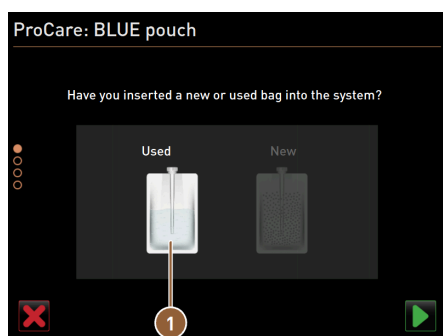 ProCare: BLUE pouch
Have you inserted a new or used bag into the system?
Used New
1